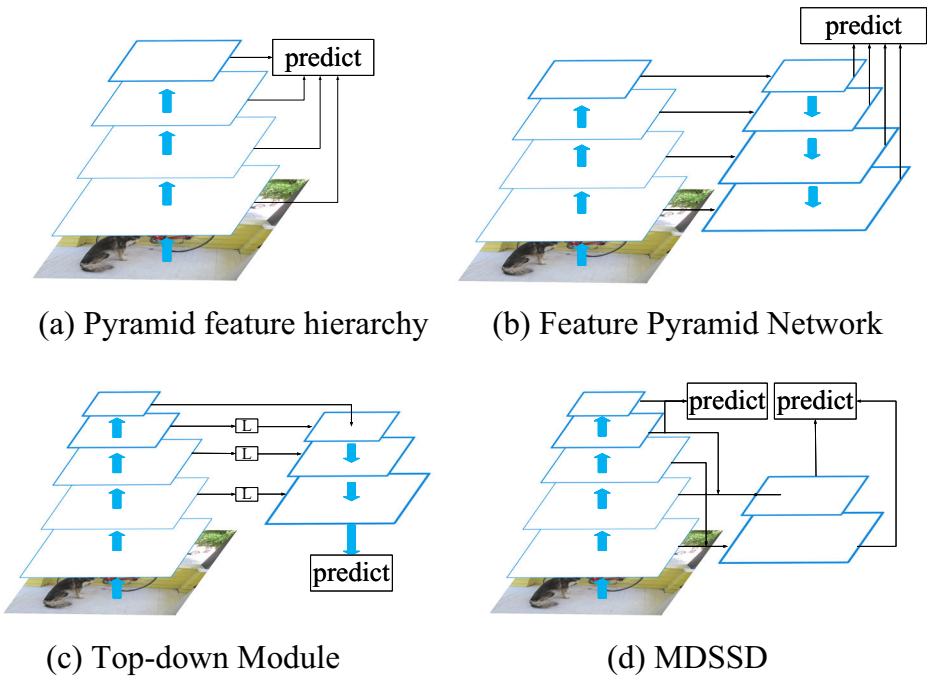 predict
predict
(a) Pyramid feature hierarchy
(b) Feature Pyramid Network
L
L
L
predict
predict
predict
(c) Top-down Module
(d) MDSSD